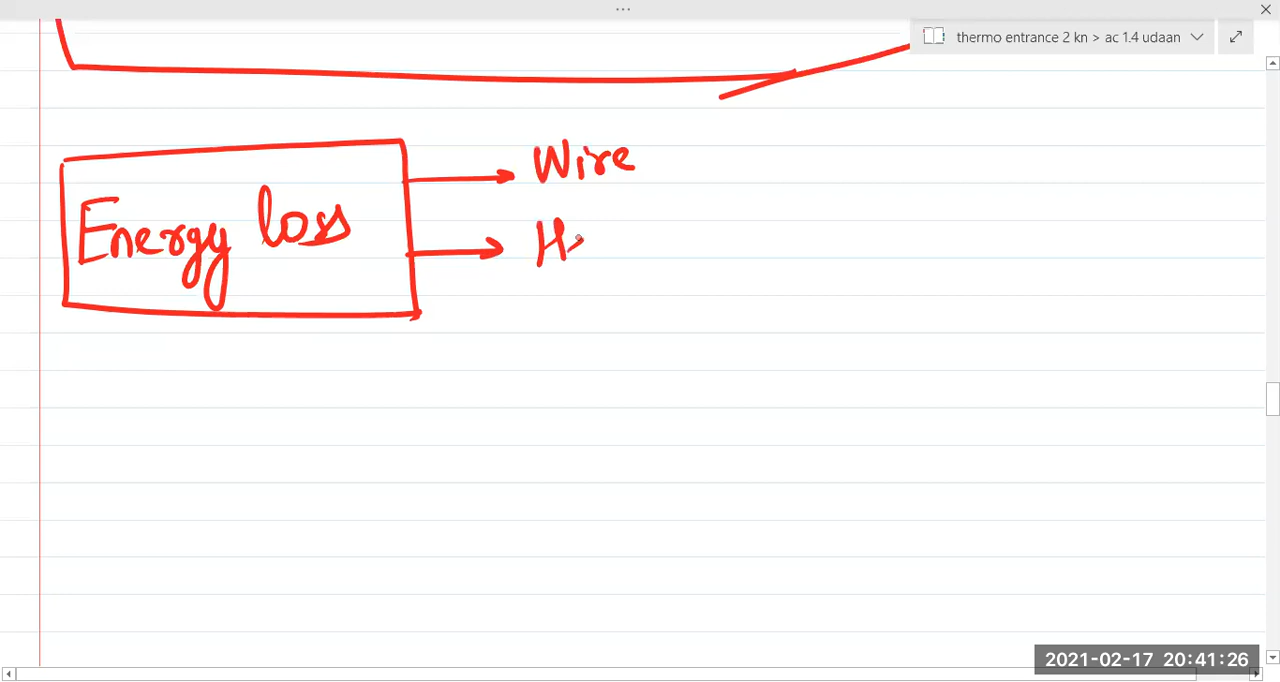 thermo entrance 2 kn > ac 1.4 udaan
Wire
Energy loss
2021-02-17 20:41:26